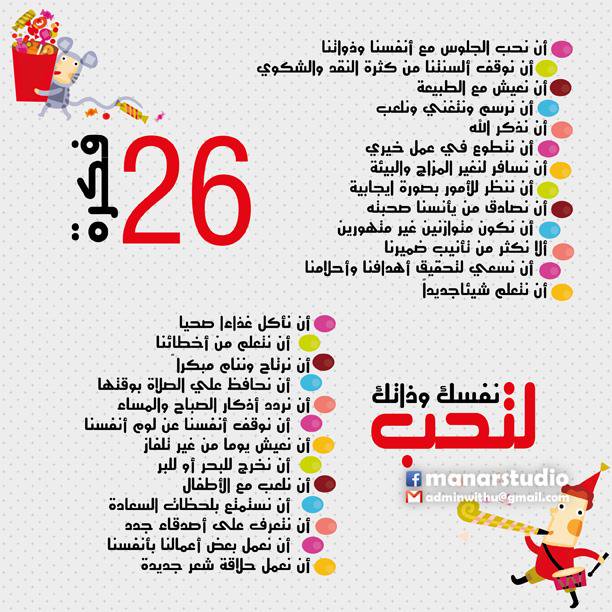 26
فكرة
أن نحب الجلوس مع أنفسنا وذواتنا
أن نوقف ألسنتنا من كثرة النقد والشكوي
أن نعيش مع الطبيعة
أن نرسم ونتغني ونلعب
أن نذكر الله
أن نتطوع في عمل خيري
أن نسافر لنغير المزاج والبيئة
أن ننظر للأمور بصورة إيجابية
أن نصادق من يأنسنا صحبته
أن نكون متوازنين غير متهورين
ألا نكثر من تأنيب ضميرنا
أن نسعي لتحقيق أهدافنا وأحلامنا
أن نتعلم شيئاجديداً
أن نأكل غذاءا صحيا
أن نتعلم من أخطائنا
أن نرتاح وننام مبكراً
أن نحافظ علي الصلاة بوقتها
أن نردد أذكار الصباح والمساء
أن نوقف أنفسنا عن لوم أنفسنا
أن نعيش يوما من غير تلفاز
أن نخرج للبحر أو للبر
أن نلعب مع الأطفال
أن نستمتع بلحظات السعادة
أن نتعرف على أصدقاء جدد
أن نعمل بعض أعمالنا بأنفسنا
أن نعمل حلاقة شعر جديدة
نفسك وذاتك
لتحب
manarstudio
adminwithu@gmail.com